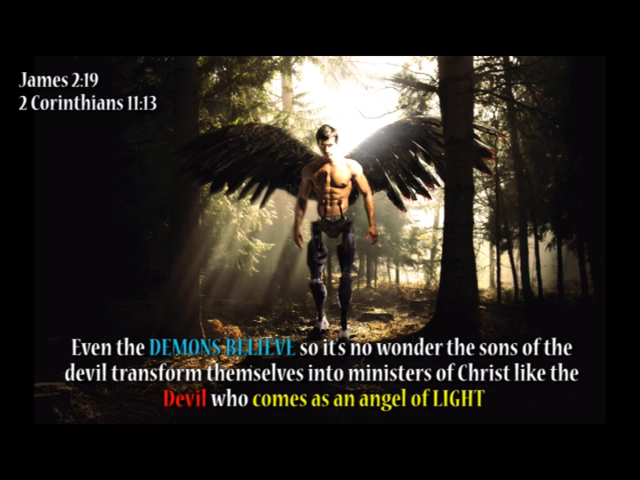 James 2:19
2 Corinthians 11:13
Even the DEMONS BELIEVE so it's no wonder the sons of the
devil transform themselves into ministers of Christ like the
Devil who comes as an angel of LIGHT